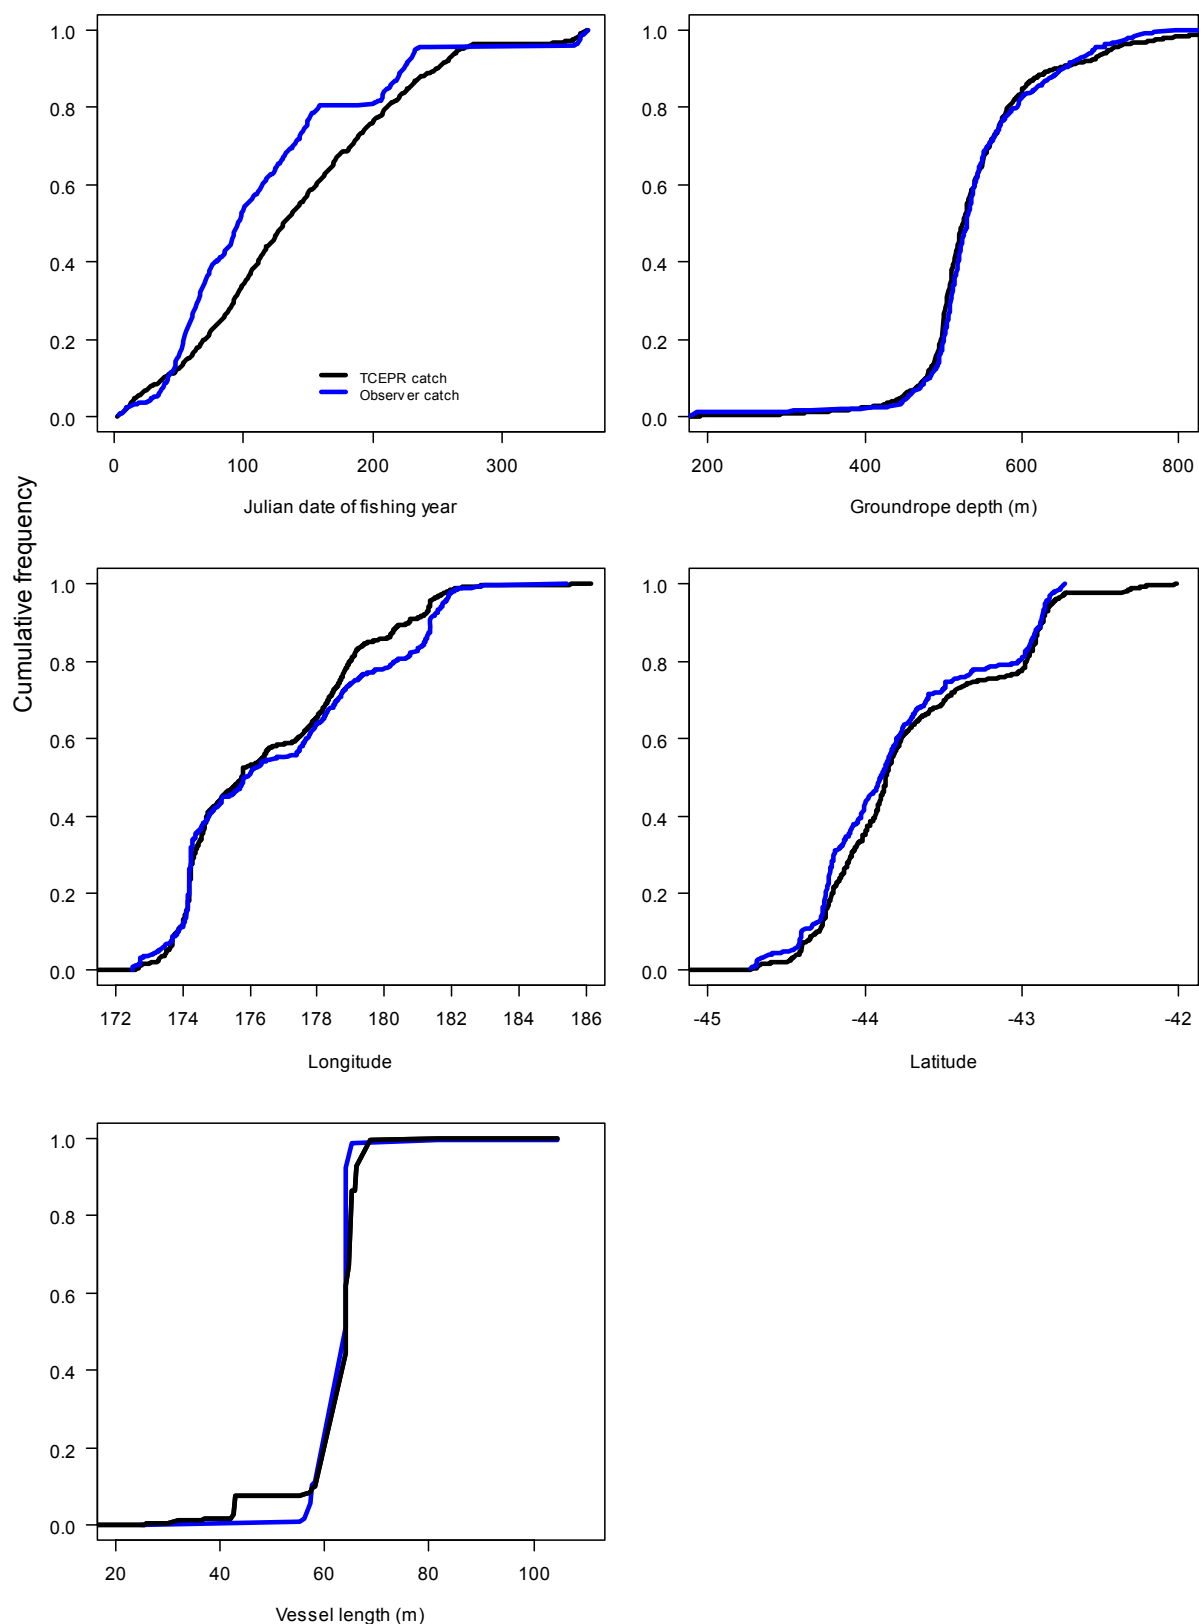 1.0
0.8
0.6
0.4
0.2
0.0
TCEPR catch
Observer catch
0 100 200 300
Julian date of fishing year
1.0
0.8
0.6
0.4
0.2
0.0
200 400 600 800
Groundrope depth (m)
Cumulative frequency
1.0
0.8
0.6
0.4
0.2
0.0
172 174 176 178 180 182 184 186
Longitude
1.0
0.8
0.6
0.4
0.2
0.0
-45 -44 -43 -42
Latitude
1.0
0.8
0.6
0.4
0.2
0.0
20 40 60 80 100
Vessel length (m)